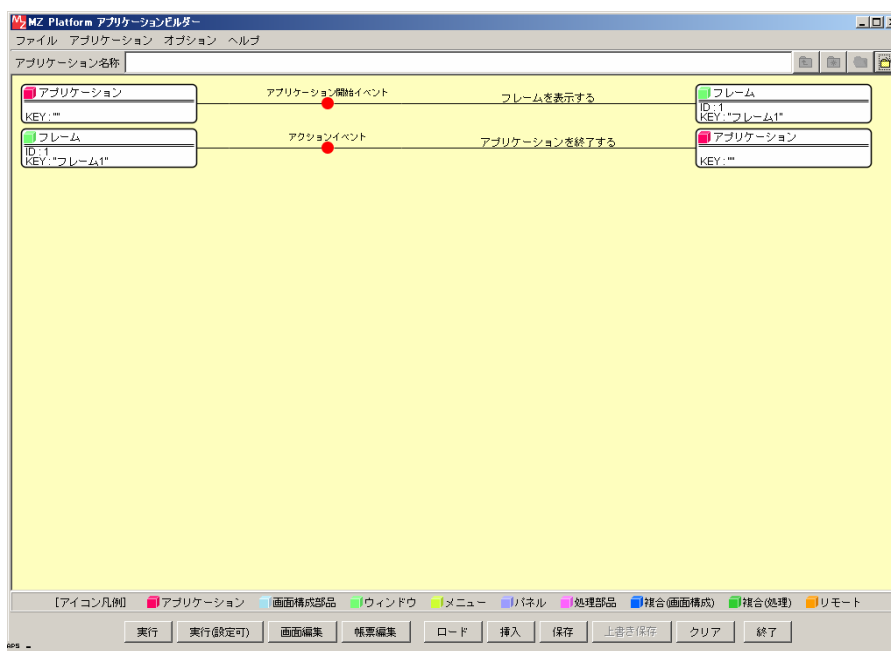 MZ Platform アプリケーションビルダー
ファイル アプリケーション オプション ヘルプ
アプリケーション名称
アプリケーション アプリケーション開始イベント フレームを表示する フレーム
ID:1
KEY:"" KEY:"フレーム1"
フレーム アクションイベント アプリケーションを終了する アプリケーション
ID:1
KEY:"フレーム1" KEY:""
[アイコン凡例] アプリケーション 画面構成部品 ウィンドウ メニュー パネル 処理部品 複合(画面構成) 複合(処理) リモート
実行 実行(設定可) 画面編集 帳票編集 ロード 挿入 保存 上書き保存 クリア 終了
APS